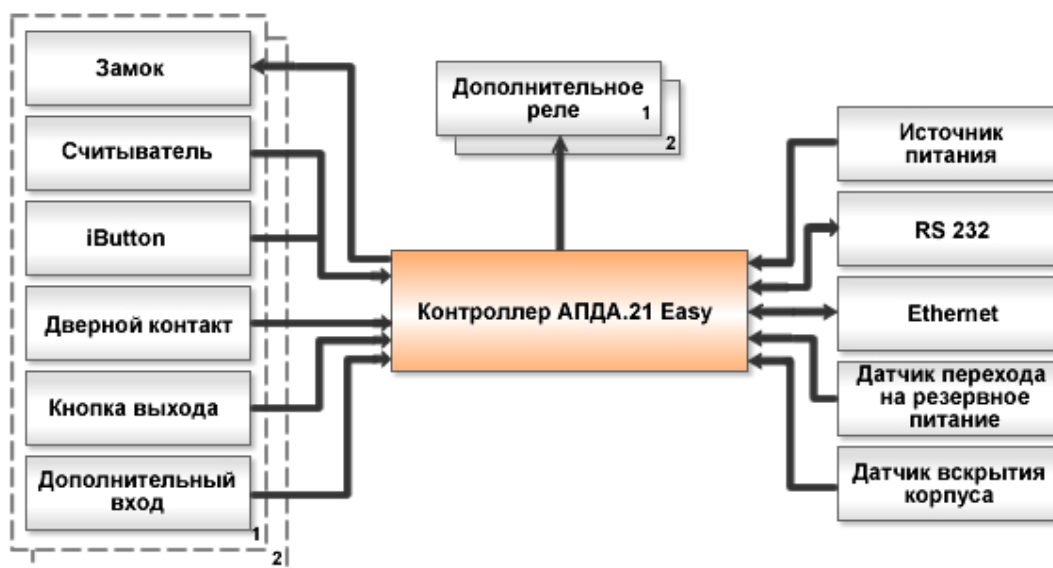 Замок
Считыватель
iButton
Дверной контакт
Кнопка выхода
Дополнительный
вход
1
2
Дополнительное
реле
1
2
Контроллер АПДА.21 Easy
Источник
питания
RS 232
Ethernet
Датчик перехода
на резервное
питание
Датчик вскрытия
корпуса